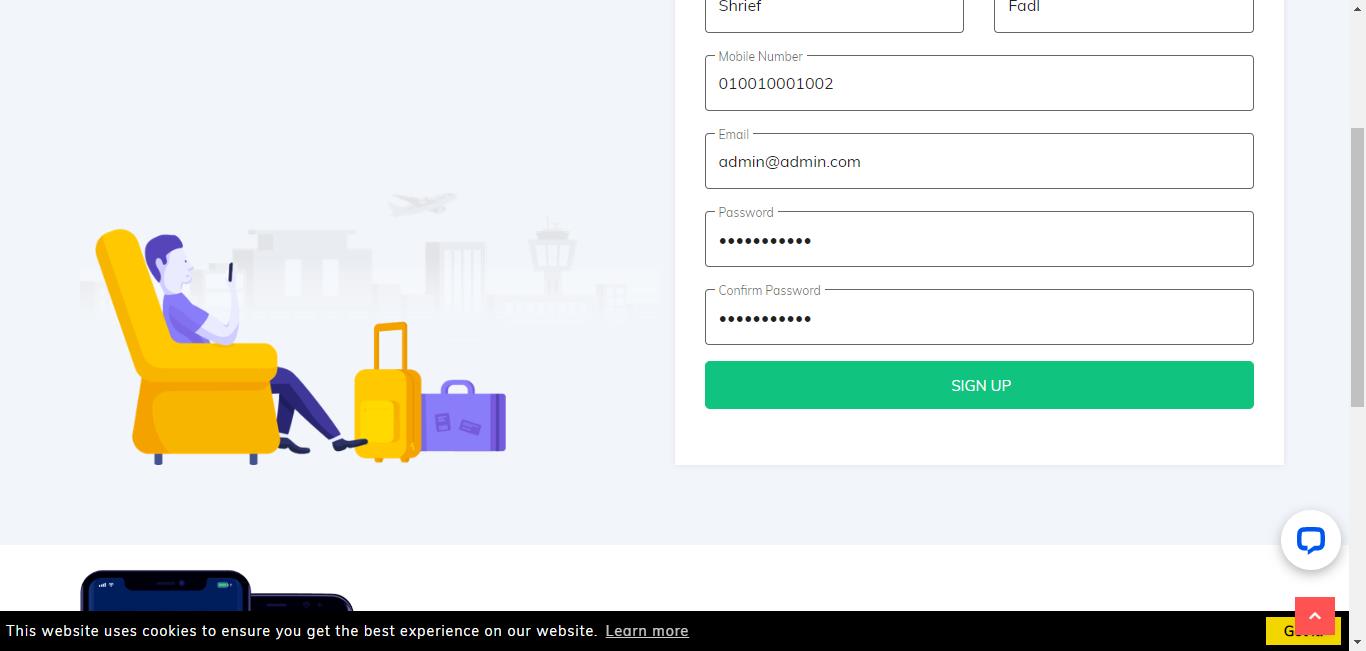 Shrief Fadl
Mobile Number
010010001002
Email
admin@admin.com
Password
•••••••••••
Confirm Password
•••••••••••
SIGN UP
This website uses cookies to ensure you get the best experience on our website. Learn more